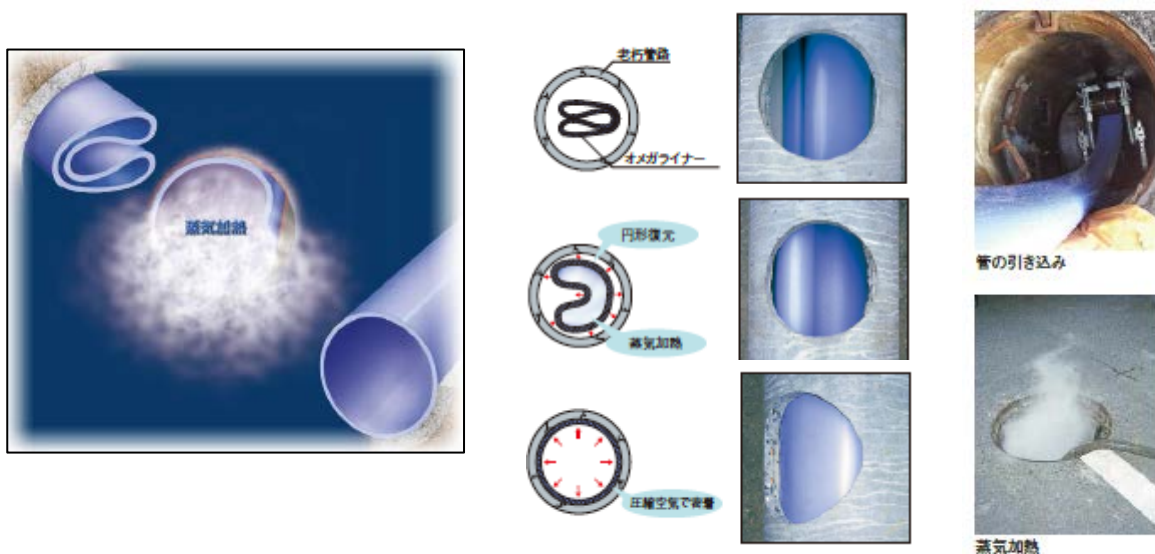 蒸気加熱
老朽管路
オメガライナー
円形復元
蒸気加熱
圧縮空気で密着
管の引き込み
蒸気加熱